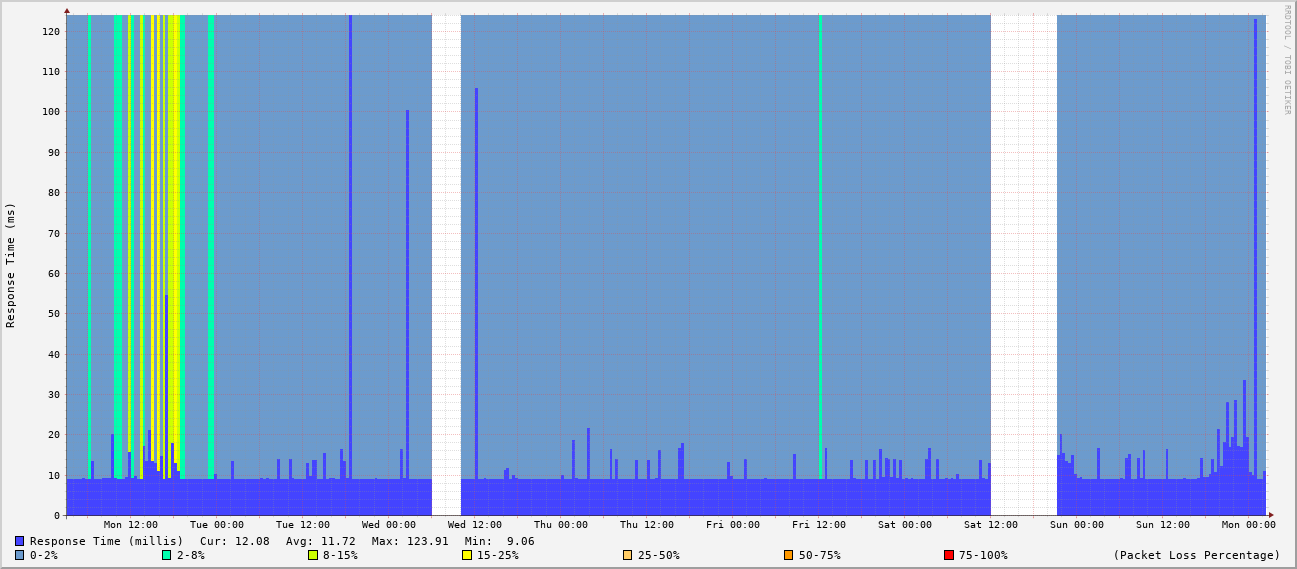 RRDTOOL / TOBI OETIKER
Response Time (ms)
120
110
100
90
80
70
60
50
40
30
20
10
0
Mon 12:00 Tue 00:00 Tue 12:00 Wed 00:00 Wed 12:00 Thu 00:00 Thu 12:00 Fri 00:00 Fri 12:00 Sat 00:00 Sat 12:00 Sun 00:00 Sun 12:00 Mon 00:00
Response Time (millis) Cur: 12.08 Avg: 11.72 Max: 123.91 Min: 9.06
0-2% 2-8% 8-15% 15-25% 25-50% 50-75% 75-100% (Packet Loss Percentage)